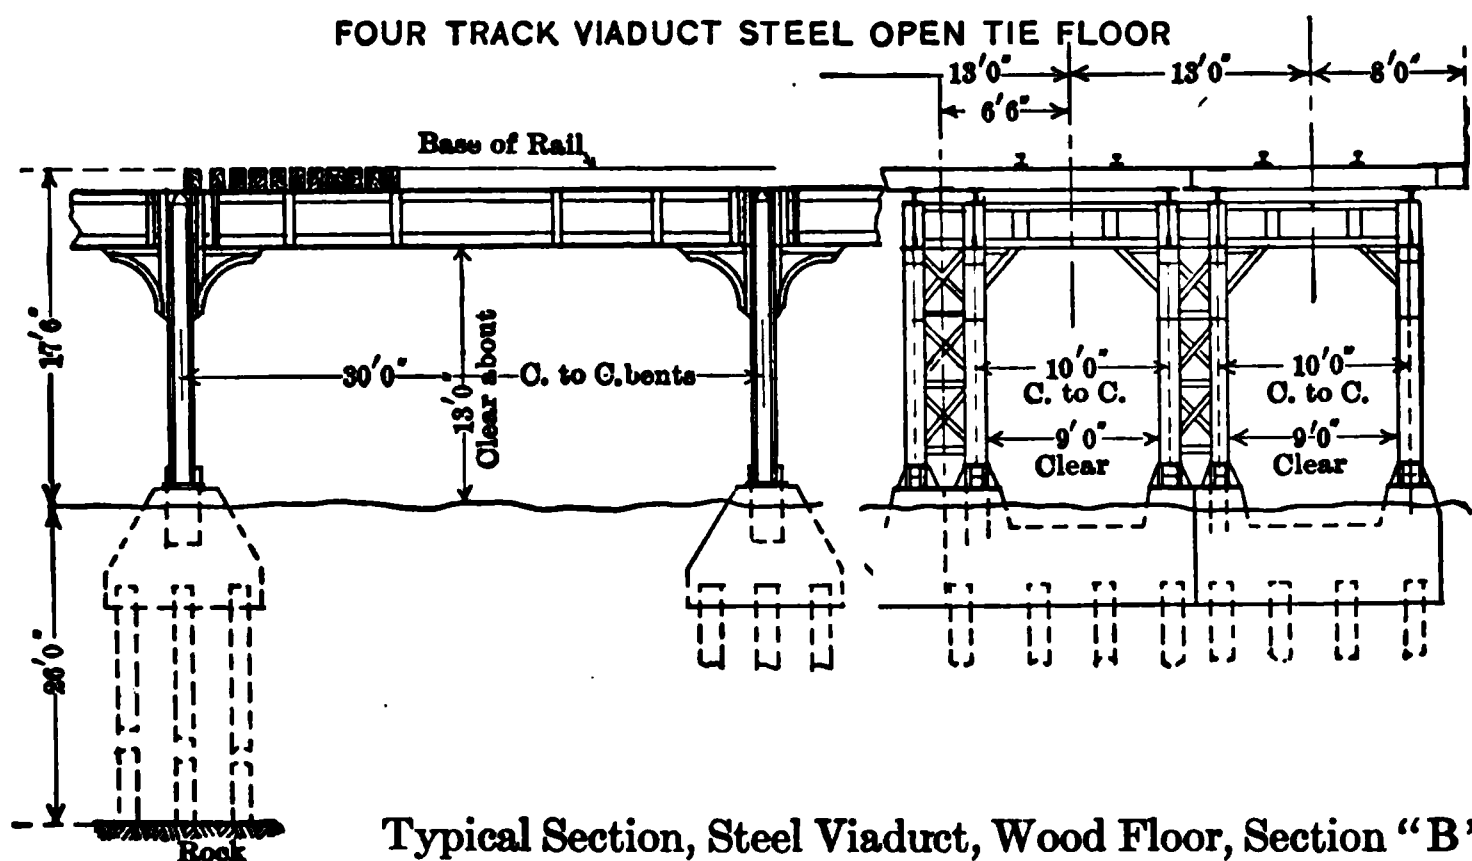 FOUR TRACK VIADUCT STEEL OPEN TIE FLOOR
13'0" 13'0" 8'0"
6'6"
Base of Rail
17'6"
30'0" C. to C. bents
13'0"
Clear about
10'0"
C. to C.
10'0"
C. to C.
9'0"
Clear
9'0"
Clear
26'0"
Rock
Typical Section, Steel Viaduct, Wood Floor, Section "B"